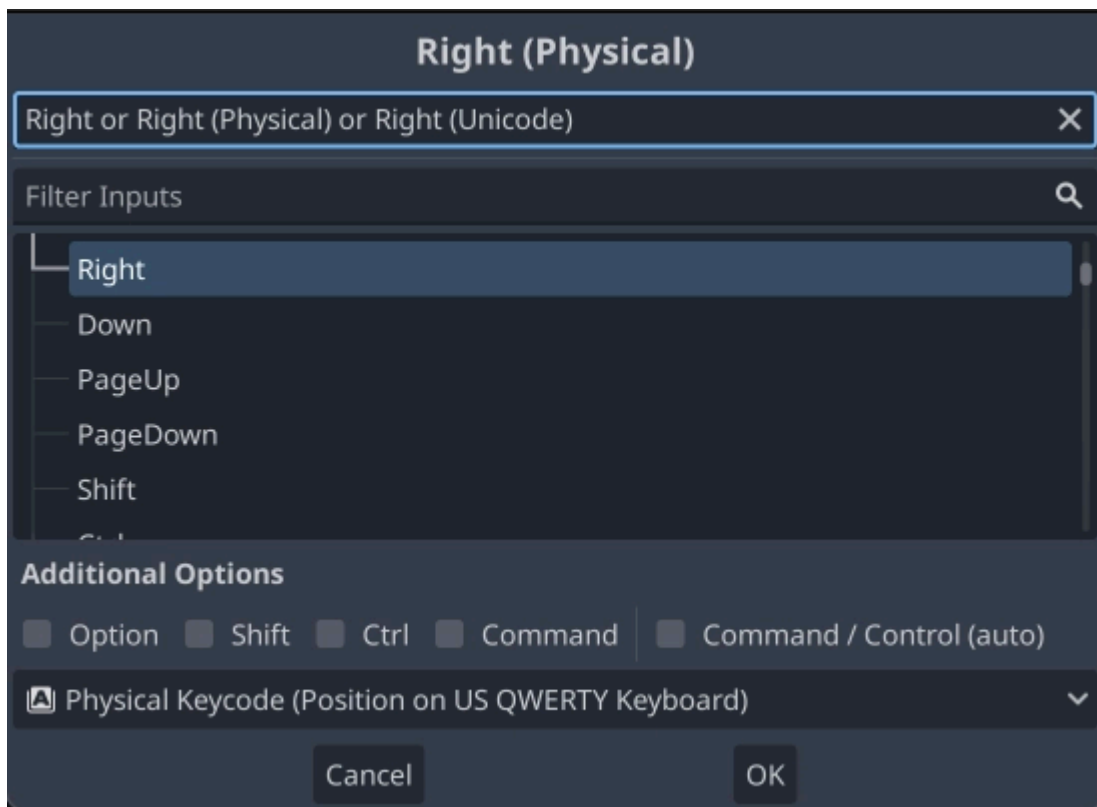 Right (Physical)
Right or Right (Physical) or Right (Unicode)
Filter Inputs
Right
Down
PageUp
PageDown
Shift
Additional Options
Option Shift Ctrl Command Command / Control (auto)
Physical Keycode (Position on US QWERTY Keyboard)
Cancel OK